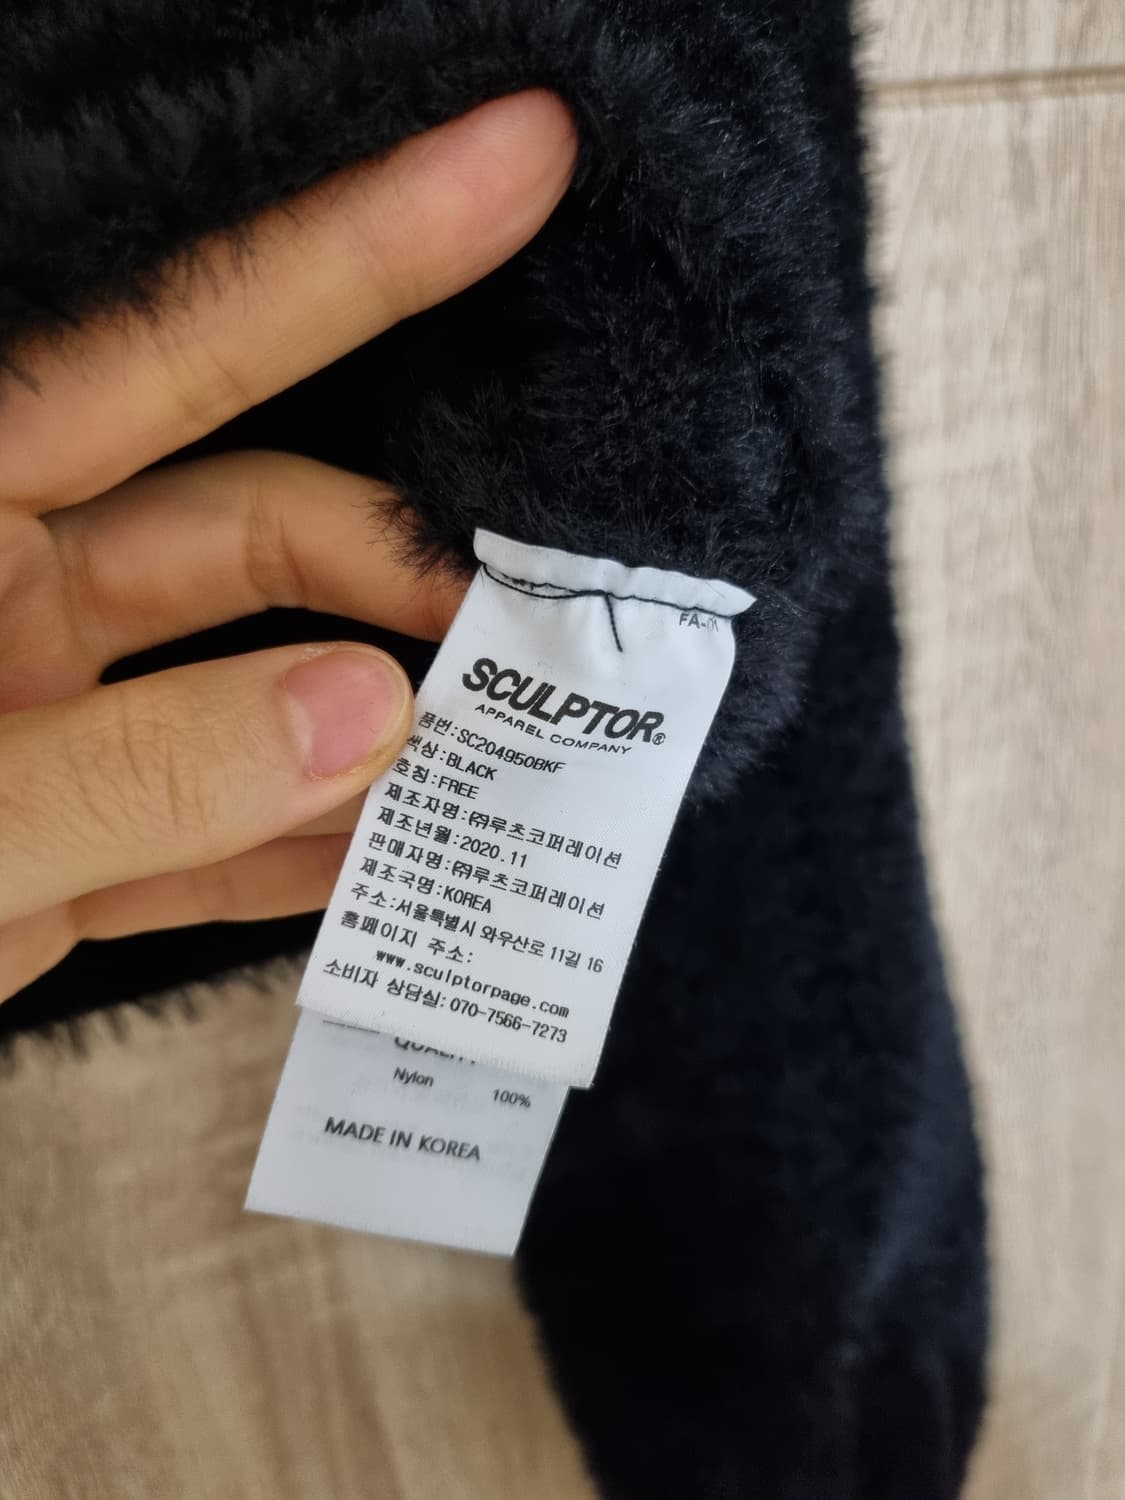 FA-01
SCULPTOR®
APPAREL COMPANY
품번:SC204950BKF
색상:BLACK
호칭:FREE
제조자명:㈜루츠코퍼레이션
제조년월:2020.11
판매자명:㈜루츠코퍼레이션
제조국명:KOREA
주소:서울특별시 와우산로 11길 16
홈페이지 주소:
www.sculptorpage.com
소비자 상담실:070-7566-7273
QUALITY
Nylon 100%
MADE IN KOREA